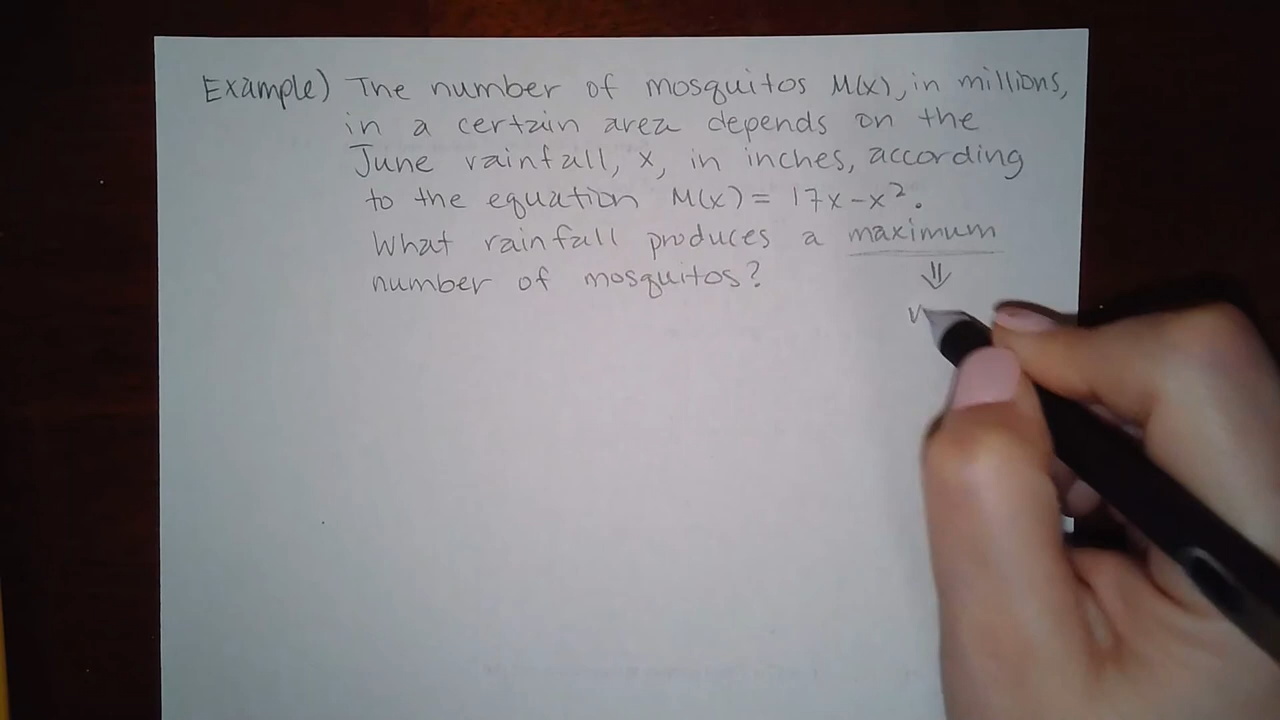 Example) The number of mosquitos M(x), in millions,
in a certain area depends on the
June rainfall, x, in inches, according
to the equation M(x) = 17x - x².
What rainfall produces a maximum
number of mosquitos?
⇓